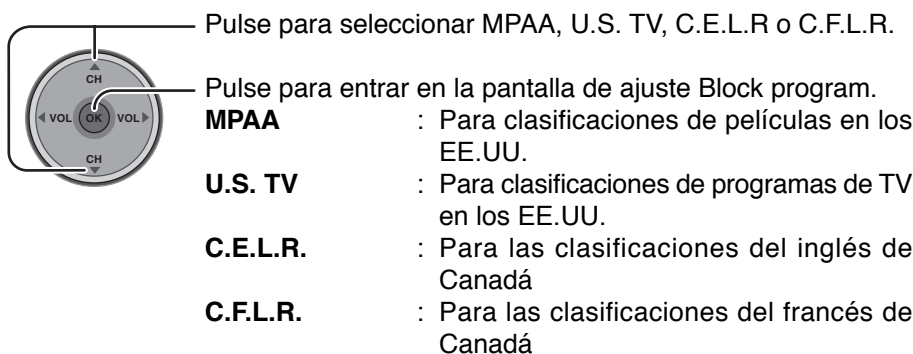 Pulse para seleccionar MPAA, U.S. TV, C.E.L.R o C.F.L.R.
Pulse para entrar en la pantalla de ajuste Block program.
CH
VOL OK VOL
CH
MPAA : Para clasificaciones de películas en los
EE.UU.
U.S. TV : Para clasificaciones de programas de TV
en los EE.UU.
C.E.L.R. : Para las clasificaciones del inglés de
Canadá
C.F.L.R. : Para las clasificaciones del francés de
Canadá